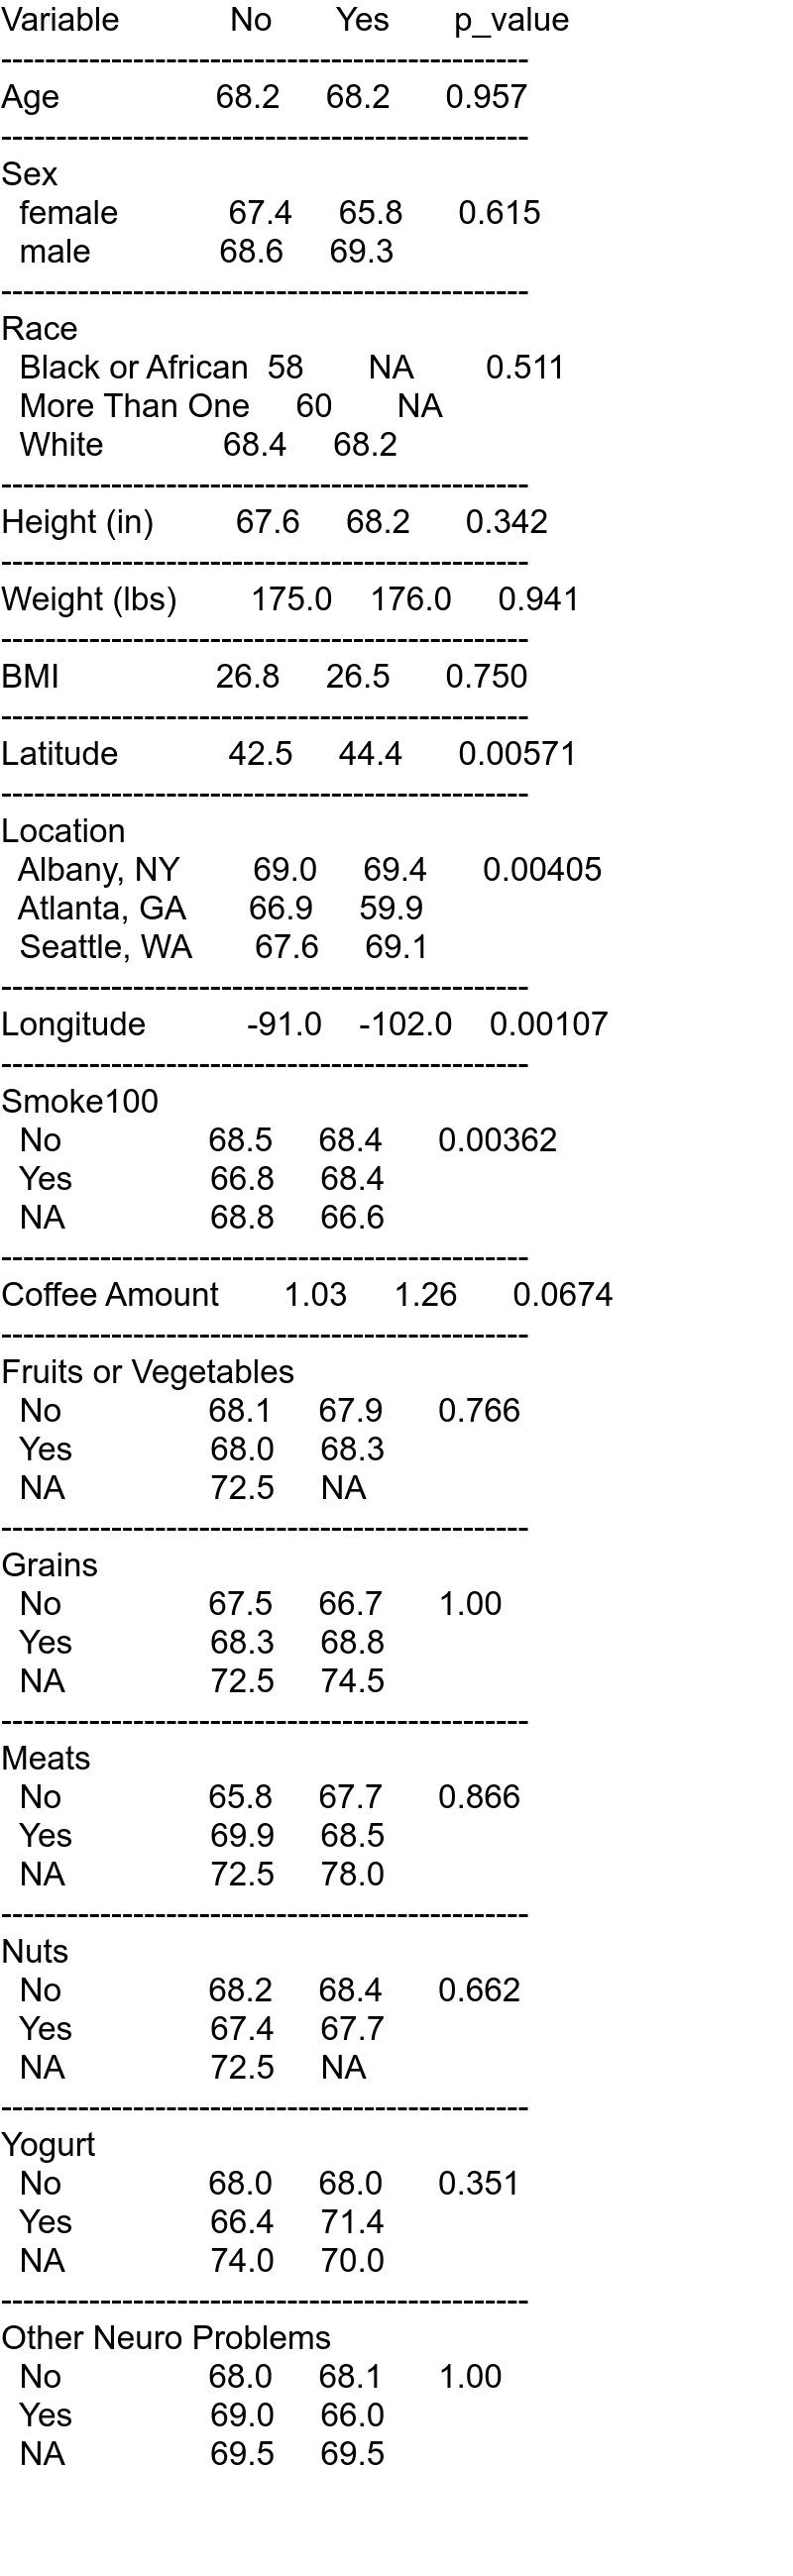 Variable No Yes p_value
------------------------------------------------
Age 68.2 68.2 0.957
------------------------------------------------
Sex
female 67.4 65.8 0.615
male 68.6 69.3
------------------------------------------------
Race
Black or African 58 NA 0.511
More Than One 60 NA
White 68.4 68.2
------------------------------------------------
Height (in) 67.6 68.2 0.342
------------------------------------------------
Weight (lbs) 175.0 176.0 0.941
------------------------------------------------
BMI 26.8 26.5 0.750
------------------------------------------------
Latitude 42.5 44.4 0.00571
------------------------------------------------
Location
Albany, NY 69.0 69.4 0.00405
Atlanta, GA 66.9 59.9
Seattle, WA 67.6 69.1
------------------------------------------------
Longitude -91.0 -102.0 0.00107
------------------------------------------------
Smoke100
No 68.5 68.4 0.00362
Yes 66.8 68.4
NA 68.8 66.6
------------------------------------------------
Coffee Amount 1.03 1.26 0.0674
------------------------------------------------
Fruits or Vegetables
No 68.1 67.9 0.766
Yes 68.0 68.3
NA 72.5 NA
------------------------------------------------
Grains
No 67.5 66.7 1.00
Yes 68.3 68.8
NA 72.5 74.5
------------------------------------------------
Meats
No 65.8 67.7 0.866
Yes 69.9 68.5
NA 72.5 78.0
------------------------------------------------
Nuts
No 68.2 68.4 0.662
Yes 67.4 67.7
NA 72.5 NA
------------------------------------------------
Yogurt
No 68.0 68.0 0.351
Yes 66.4 71.4
NA 74.0 70.0
------------------------------------------------
Other Neuro Problems
No 68.0 68.1 1.00
Yes 69.0 66.0
NA 69.5 69.5